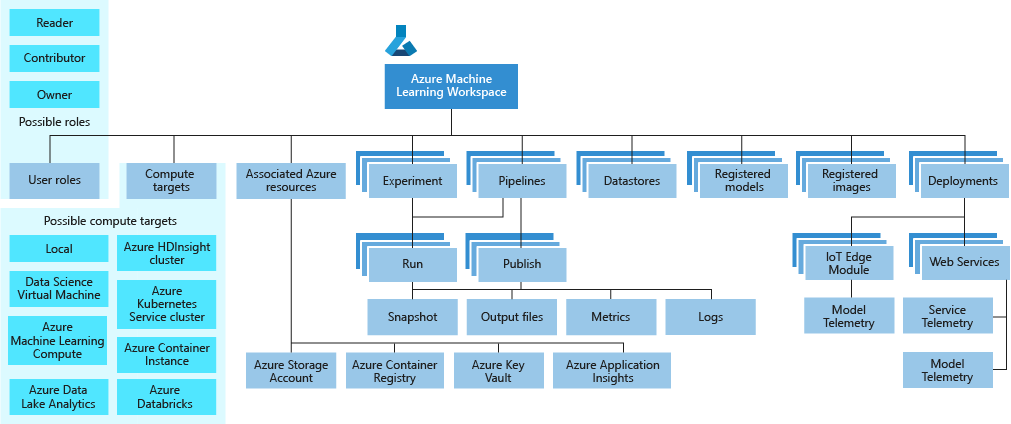 Reader
Contributor
Owner
Possible roles
Azure Machine
Learning Workspace
User roles
Compute
targets
Associated Azure
resources
Experiment
Pipelines
Datastores
Registered
models
Registered
images
Deployments
Possible compute targets
Local
Azure HDInsight
cluster
Data Science
Virtual Machine
Azure
Kubernetes
Service cluster
Azure
Machine Learning
Compute
Azure Container
Instance
Azure Data
Lake Analytics
Azure
Databricks
Run
Publish
IoT Edge
Module
Web Services
Snapshot
Output files
Metrics
Logs
Model
Telemetry
Service
Telemetry
Azure Storage
Account
Azure Container
Registry
Azure Key
Vault
Azure Application
Insights
Model
Telemetry